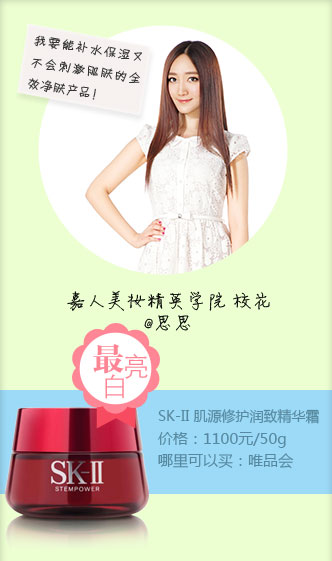 我要能补水保湿又
不会刺激肌肤的全
效净肤产品！
嘉人美妆精英学院 校花
@思思
最亮
白
SK-II
STEMPOWER
SK-II 肌源修护润致精华霜
价格：1100元/50g
哪里可以买：唯品会